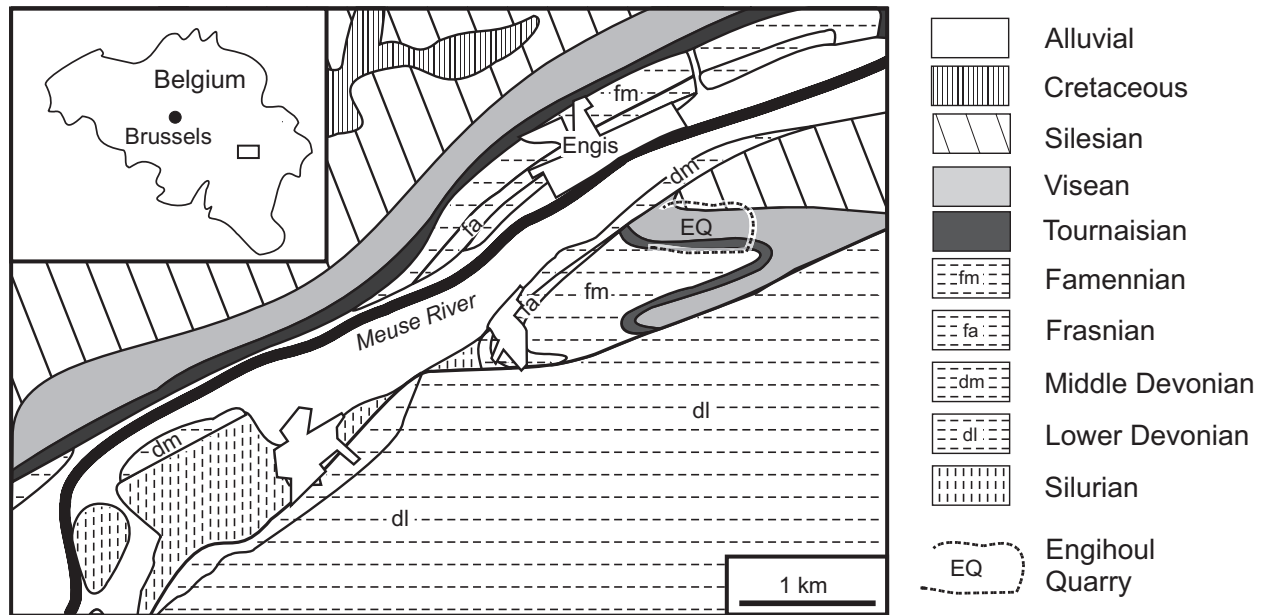 Belgium
Brussels
fm
Engis
dm
fa
EQ
fm
fa
Meuse River
dl
dm
dl
1 km
Alluvial
Cretaceous
Silesian
Visean
Tournaisian
fm Famennian
fa Frasnian
dm Middle Devonian
dl Lower Devonian
Silurian
EQ Engihoul
Quarry